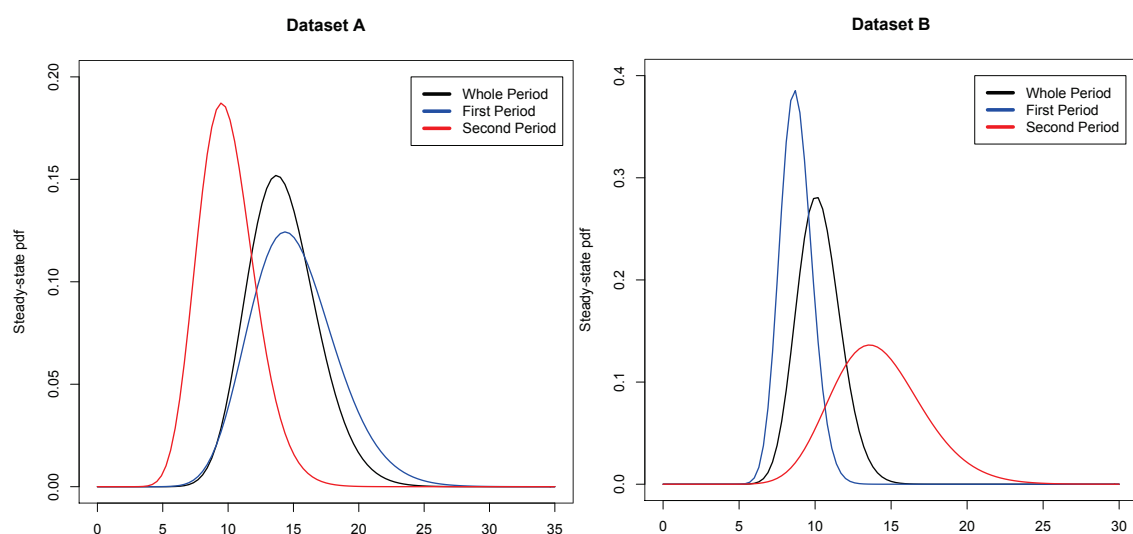 Dataset A
Steady-state pdf
0.20
0.15
0.10
0.05
0.00
Whole Period
First Period
Second Period
0 5 10 15 20 25 30 35
Dataset B
Steady-state pdf
0.4
0.3
0.2
0.1
0.0
Whole Period
First Period
Second Period
0 5 10 15 20 25 30